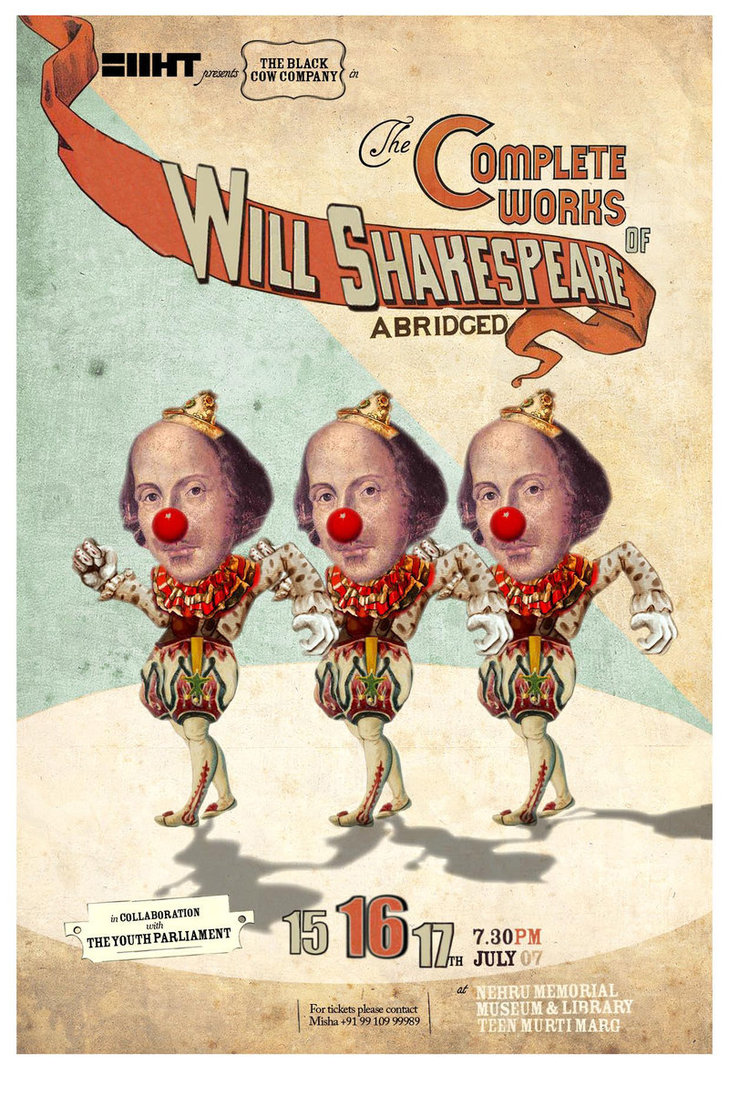 presents THE BLACK COW COMPANY in
The COMPLETE
WORKS
OF
WILL SHAKESPEARE
ABRIDGED
in COLLABORATION
with
THE YOUTH PARLIAMENT
15 16 17TH
7.30PM
JULY 07
at NEHRU MEMORIAL
MUSEUM & LIBRARY
TEEN MURTI MARG
For tickets please contact
Misha +91 99 109 99989